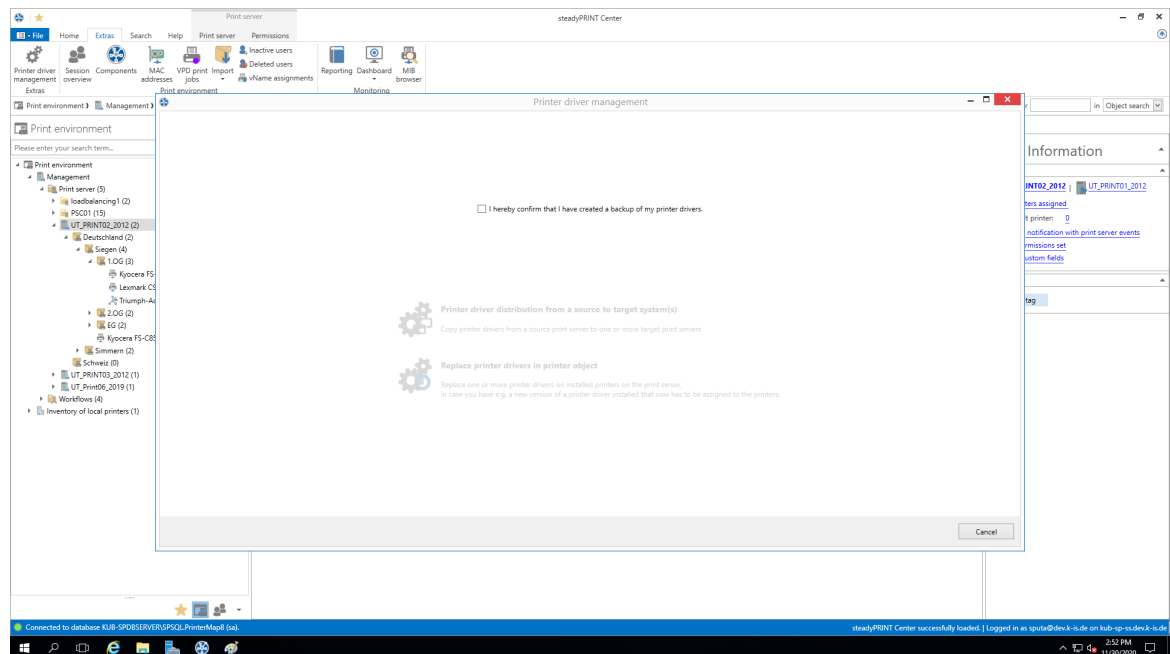 Print server
steadyPRINT Center
File Home Extras Search Help Print server Permissions
Printer driver management
Session overview
Components
MAC addresses
VPD print jobs
Import
Inactive users
Deleted users
vName assignments
Reporting
Dashboard
MIB browser
Extras
Print environment
Monitoring
Print environment Management
in Object search
Printer driver management
Print environment
Please enter your search term...
Print environment
Management
Print server (5)
loadbalancing1 (2)
PSC01 (15)
UT_PRINT02_2012 (2)
Deutschland (2)
Siegen (4)
1.OG (3)
Kyocera FS-
Lexmark CS
Triumph-A
2.OG (2)
EG (2)
Kyocera FS-C85
Simmern (2)
Schweiz (0)
UT_PRINT03_2012 (1)
UT_Print06_2019 (1)
Workflows (4)
Inventory of local printers (1)
I hereby confirm that I have created a backup of my printer drivers.
Printer driver distribution from a source to target system(s)
Copy printer drivers from a source print server to one or more target print servers
Replace printer drivers in printer object
Replace one or more printer drivers on installed printers on the print server,
in case you have e.g. a new version of a printer driver installed that now has to be assigned to the printers.
Cancel
Information
INT02_2012 | UT_PRINT01_2012
ters assigned
t printer: 0
notification with print server events
rmissions set
ustom fields
tag
Connected to database KUB-SPDBSERVER\SPSQL.PrinterMap8 (sa).
steadyPRINT Center successfully loaded. | Logged in as sputa@dev.k-is.de on kub-sp-ss.dev.k-is.de
2:52 PM
11/30/2020